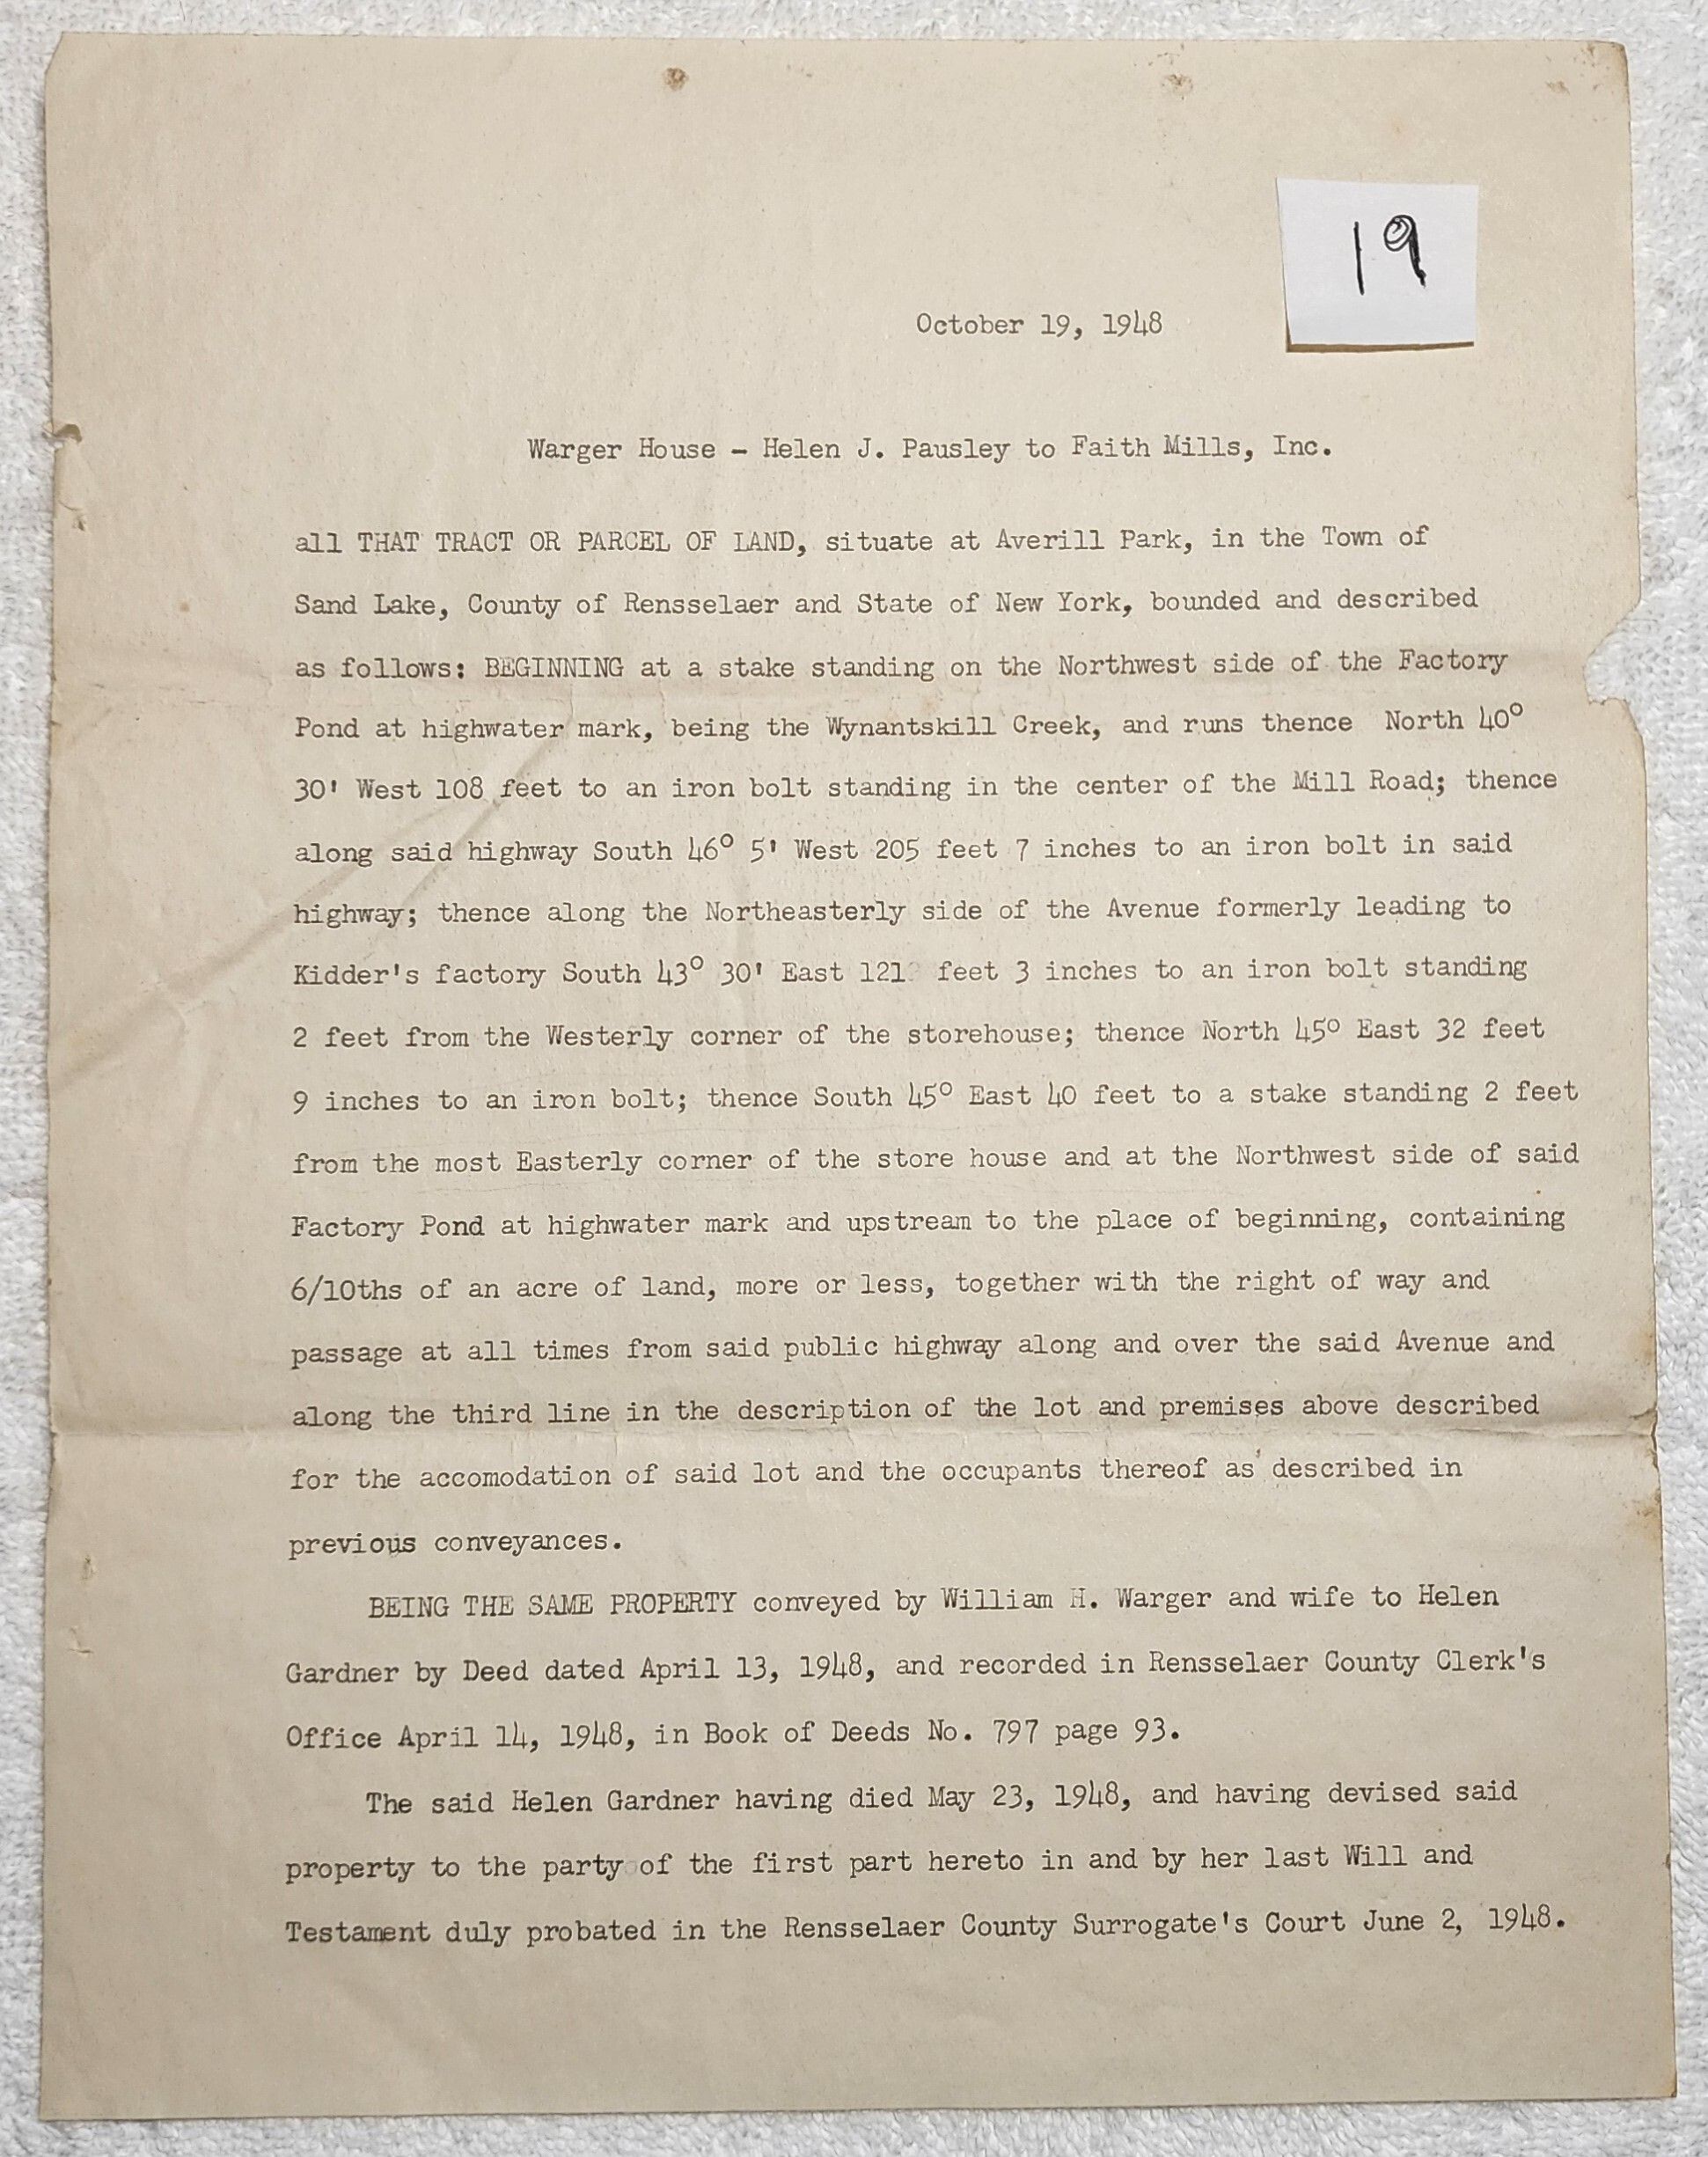 19
October 19, 1948
Warger House - Helen J. Pausley to Faith Mills, Inc.
all THAT TRACT OR PARCEL OF LAND, situate at Averill Park, in the Town of
Sand Lake, County of Rensselaer and State of New York, bounded and described
as follows: BEGINNING at a stake standing on the Northwest side of the Factory
Pond at highwater mark, being the Wynantskill Creek, and runs thence North 40°
30' West 108 feet to an iron bolt standing in the center of the Mill Road; thence
along said highway South 46° 5' West 205 feet 7 inches to an iron bolt in said
highway; thence along the Northeasterly side of the Avenue formerly leading to
Kidder's factory South 43° 30' East 121 feet 3 inches to an iron bolt standing
2 feet from the Westerly corner of the storehouse; thence North 45° East 32 feet
9 inches to an iron bolt; thence South 45° East 40 feet to a stake standing 2 feet
from the most Easterly corner of the store house and at the Northwest side of said
Factory Pond at highwater mark and upstream to the place of beginning, containing
6/10ths of an acre of land, more or less, together with the right of way and
passage at all times from said public highway along and over the said Avenue and
along the third line in the description of the lot and premises above described
for the accomodation of said lot and the occupants thereof as described in
previous conveyances.
BEING THE SAME PROPERTY conveyed by William H. Warger and wife to Helen
Gardner by Deed dated April 13, 1948, and recorded in Rensselaer County Clerk's
Office April 14, 1948, in Book of Deeds No. 797 page 93.
The said Helen Gardner having died May 23, 1948, and having devised said
property to the party of the first part hereto in and by her last Will and
Testament duly probated in the Rensselaer County Surrogate's Court June 2, 1948.